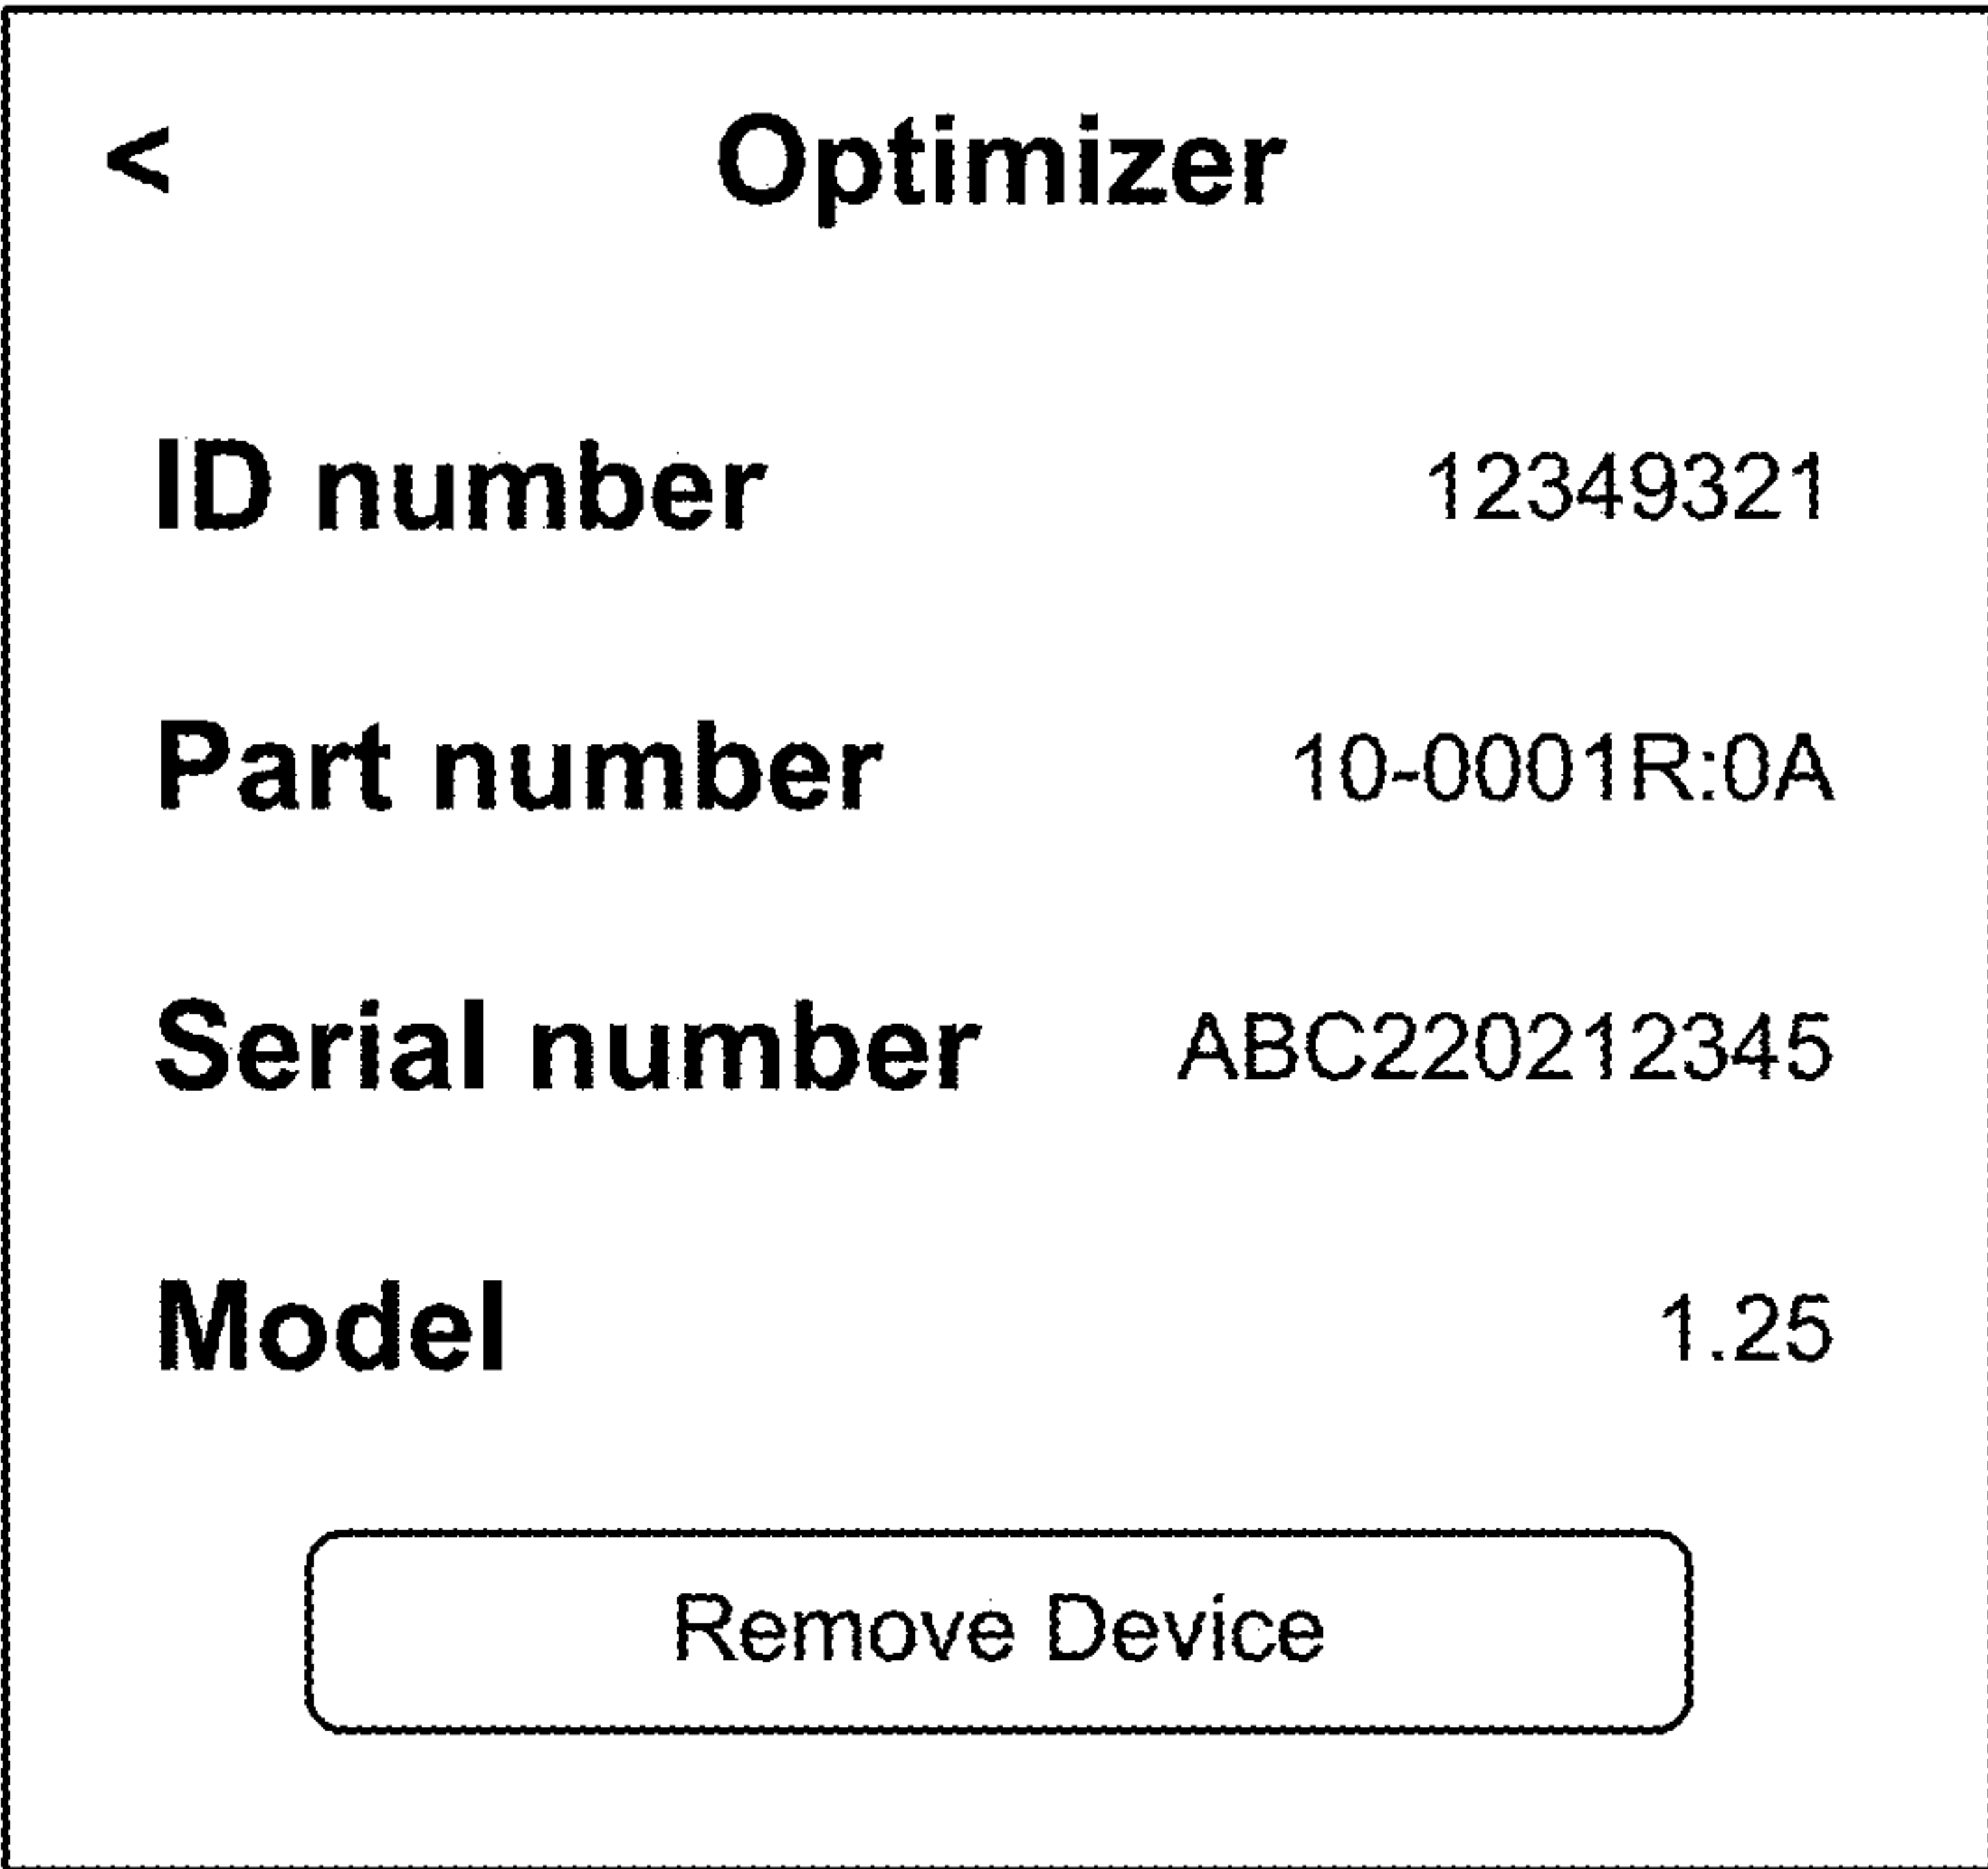 < Optimizer
ID number 12349321
Part number 10-0001R:0A
Serial number ABC220212345
Model 1.25
Remove Device